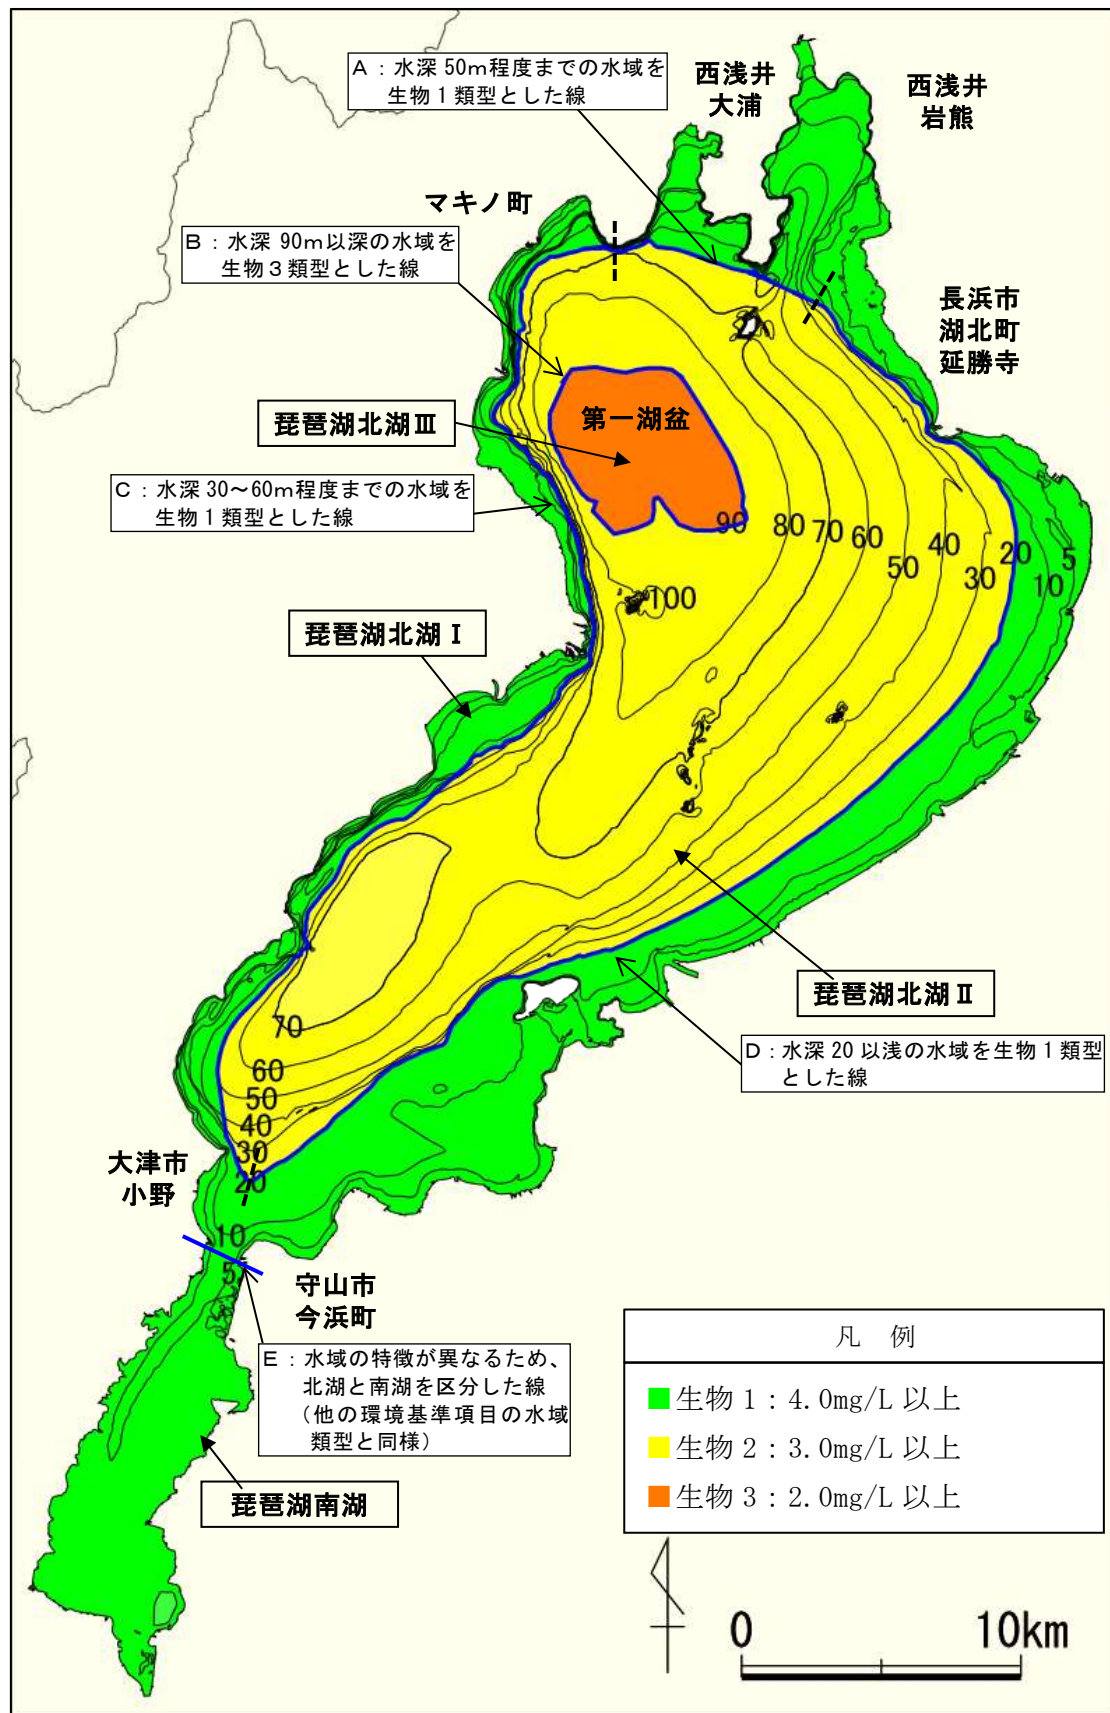 A：水深50ｍ程度までの水域を
生物1類型とした線
西浅井
大浦
西浅井
岩熊
マキノ町
B：水深90ｍ以深の水域を
生物3類型とした線
長浜市
湖北町
延勝寺
琵琶湖北湖Ⅲ
第一湖盆
C：水深30～60ｍ程度までの水域を
生物1類型とした線
90
80
70
60
50
40
30
20
10
5
100
琵琶湖北湖Ⅰ
琵琶湖北湖Ⅱ
D：水深20以浅の水域を生物1類型
とした線
70
60
50
40
30
20
10
5
大津市
小野
守山市
今浜町
E：水域の特徴が異なるため、
北湖と南湖を区分した線
（他の環境基準項目の水域
類型と同様）
琵琶湖南湖
凡 例
生物1：4.0mg/L以上
生物2：3.0mg/L以上
生物3：2.0mg/L以上
0 10km